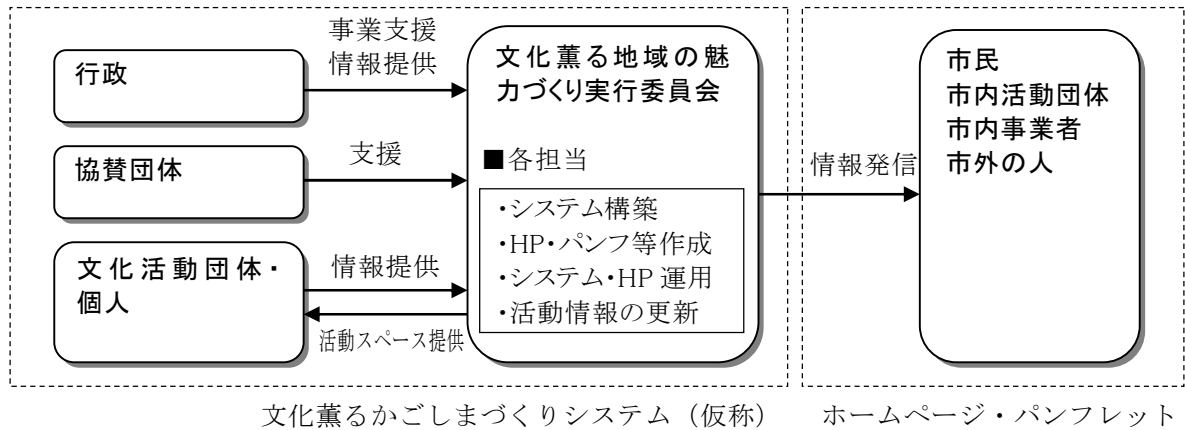 行政
事業支援
情報提供
協賛団体
支援
文化活動団体・
個人
情報提供
活動スペース提供
文化薫る地域の魅
力づくり実行委員会
■各担当
・システム構築
・HP・パンフ等作成
・システム・HP 運用
・活動情報の更新
情報発信
市民
市内活動団体
市内事業者
市外の人
文化薫るかごしまづくりシステム（仮称）
ホームページ・パンフレット